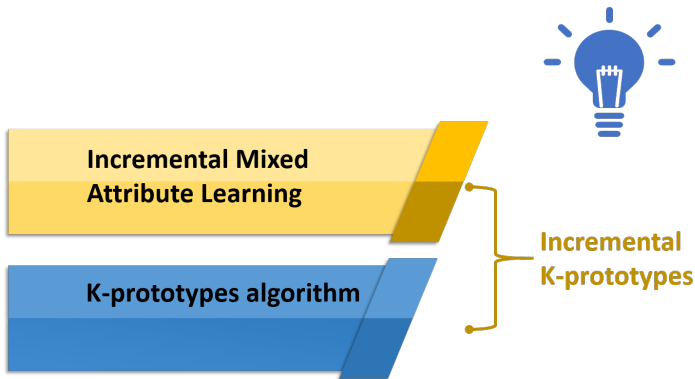 Incremental Mixed
Attribute Learning
K-prototypes algorithm
Incremental
K-prototypes